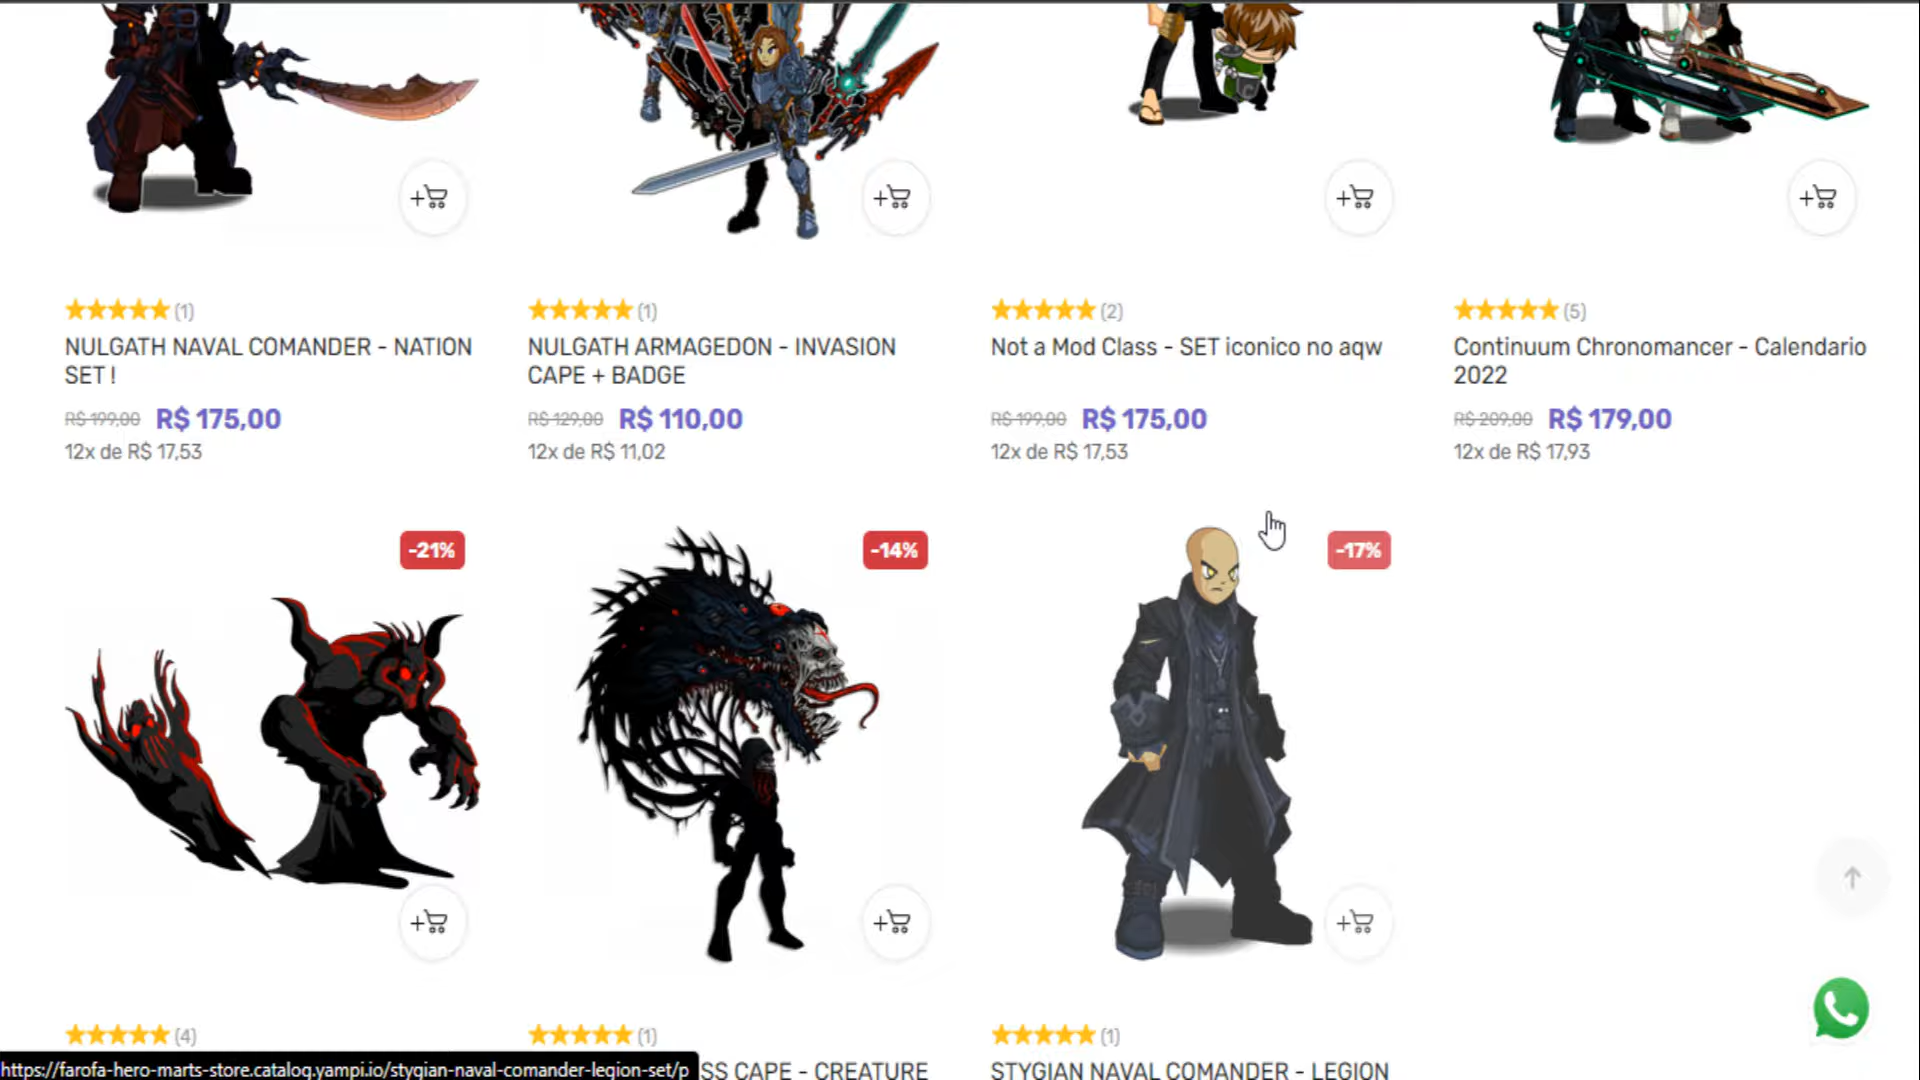 (1)
NULGATH NAVAL COMANDER - NATION
SET !
R$ 199,00 R$ 175,00
12x de R$ 17,53
(1)
NULGATH ARMAGEDON - INVASION
CAPE + BADGE
R$ 129,00 R$ 110,00
12x de R$ 11,02
(2)
Not a Mod Class - SET iconico no aqw
R$ 199,00 R$ 175,00
12x de R$ 17,53
(5)
Continuum Chronomancer - Calendario
2022
R$ 209,00 R$ 179,00
12x de R$ 17,93
-21%
(4)
-14%
(1)
SS CAPE - CREATURE
-17%
(1)
STYGIAN NAVAL COMANDER - LEGION
https://farofa-hero-marts-store.catalog.yampi.io/stygian-naval-comander-legion-set/p